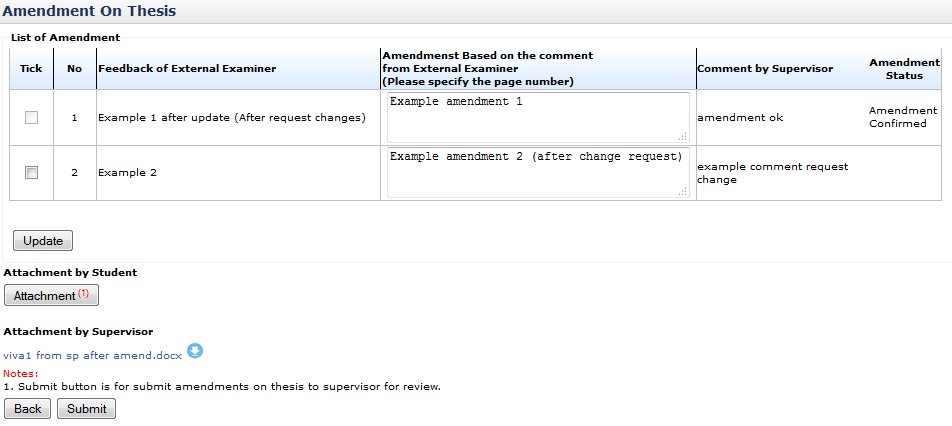 Amendment On Thesis
List of Amendment
Tick No Feedback of External Examiner Amendmenst Based on the comment from External Examiner (Please specify the page number) Comment by Supervisor Amendment Status
1 Example 1 after update (After request changes) Example amendment 1 amendment ok Amendment Confirmed
2 Example 2 Example amendment 2 (after change request) example comment request change
Update
Attachment by Student
Attachment (1)
Attachment by Supervisor
viva1 from sp after amend.docx
Notes:
1. Submit button is for submit amendments on thesis to supervisor for review.
Back Submit